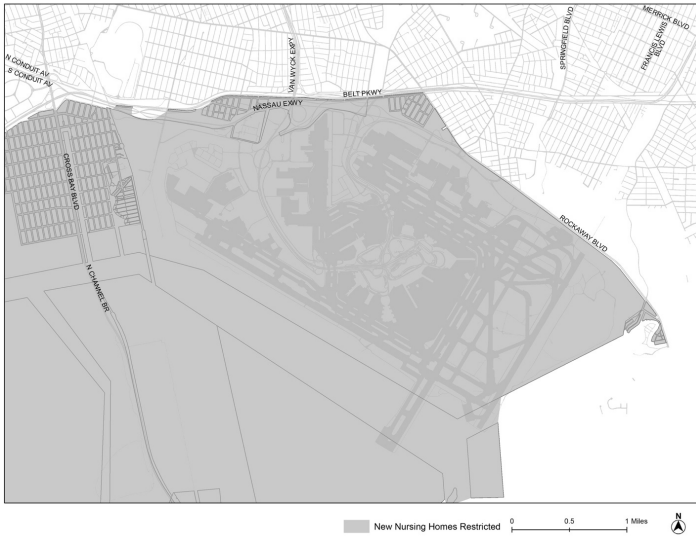 MERRICK BLVD
SPRINGFIELD BLVD
FRANCIS LEWIS
BLVD
VAN WYCK EXPY
N CONDUIT AV
S CONDUIT AV
BELT PKWY
NASSAU EXWY
CROSS BAY BLVD
ROCKAWAY BLVD
N CHANNEL BR
New Nursing Homes Restricted
0 0.5 1 Miles
N